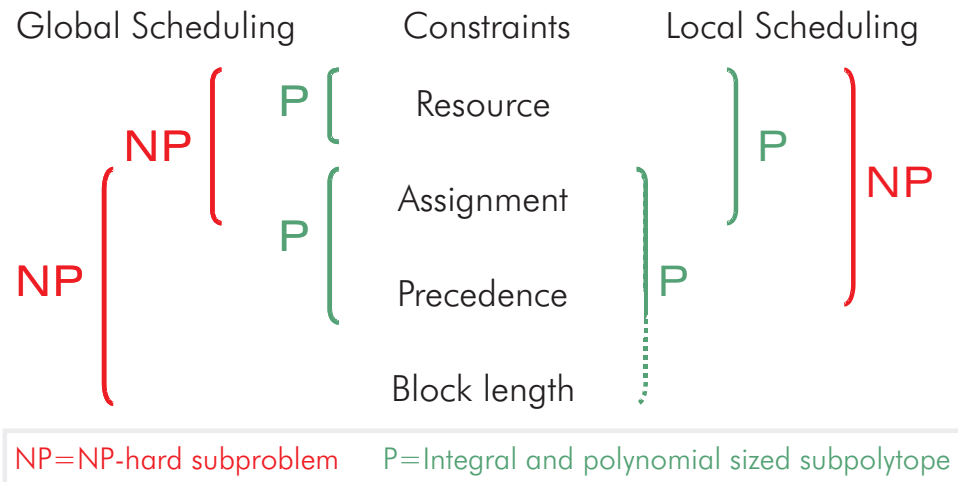 Global Scheduling Constraints Local Scheduling
P Resource
NP P NP
Assignment
P
NP Precedence P
Block length
NP=NP-hard subproblem P=Integral and polynomial sized subpolytope